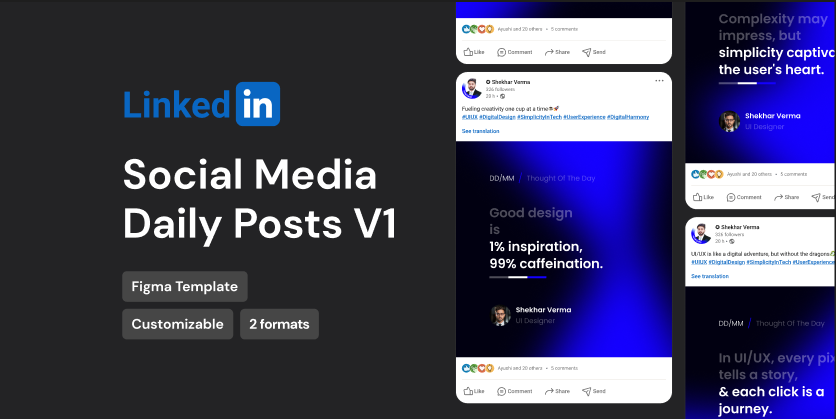 Linked in
Social Media
Daily Posts V1
Figma Template
Customizable
2 formats
Ayushi and 20 others • 5 comments
Like
Comment
Share
Send
Shekhar Verma
326 followers
20 h •
Fueling creativity one cup at a time
#UIUX #DigitalDesign #SimplicityInTech #UserExperience #DigitalHarmony
See translation
DD/MM / Thought Of The Day
Good design
is
1% inspiration,
99% caffeination.
Shekhar Verma
UI Designer
Ayushi and 20 others • 5 comments
Like
Comment
Share
Send
Complexity may
impress, but
simplicity captiva
the user's heart.
Shekhar Verma
UI Designer
Ayushi and 20 others • 5 comments
Like
Comment
Share
Send
Shekhar Verma
326 followers
20 h •
UI/UX is like a digital adventure, but without the dragons
#UIUX #DigitalDesign #SimplicityInTech #UserExperience
See translation
DD/MM / Thought Of The Day
In UI/UX, every pix
tells a story,
& each click is a
journey.